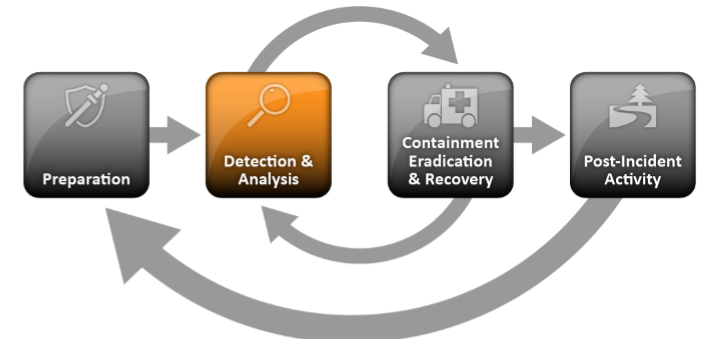 Preparation
Detection &
Analysis
Containment
Eradication
& Recovery
Post-Incident
Activity